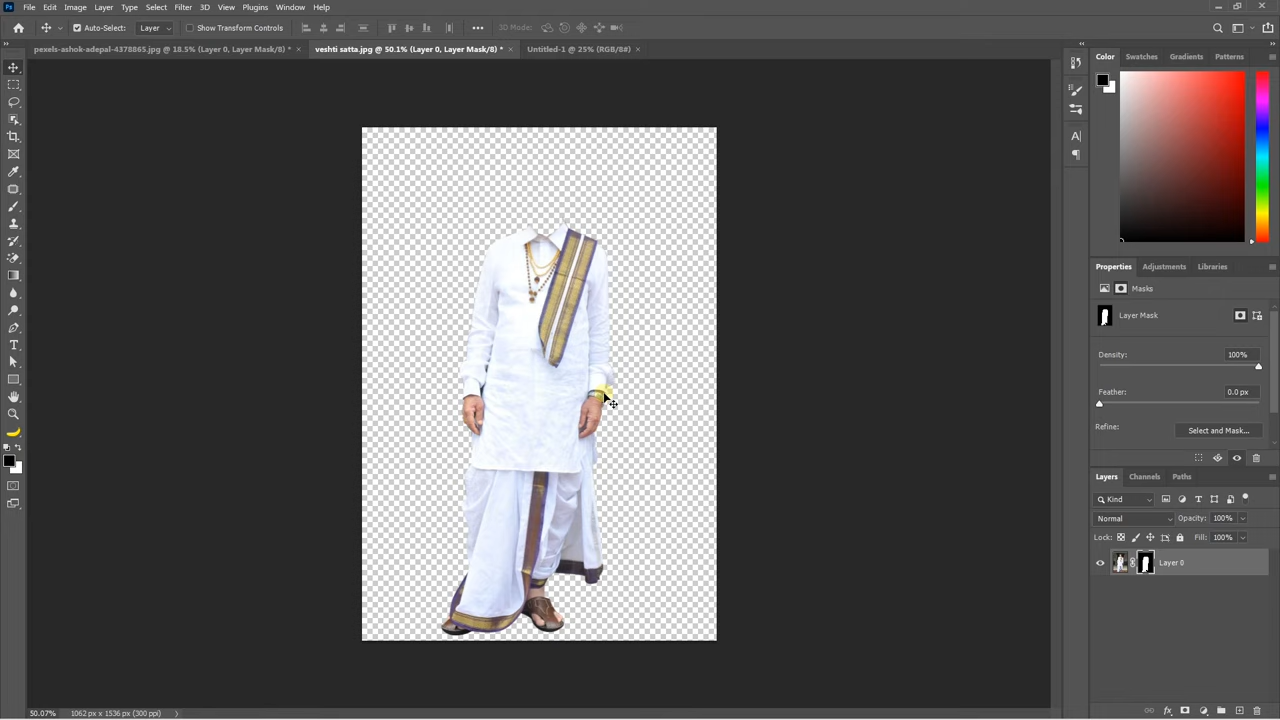 Ps File Edit Image Layer Type Select Filter 3D View Plugins Window Help
Auto-Select: Layer Show Transform Controls 3D Mode:
pexels-ashok-adepal-4378865.jpg @ 18.5% (Layer 0, Layer Mask/8) * × veshti satta.jpg @ 50.1% (Layer 0, Layer Mask/8) * × Untitled-1 @ 25% (RGB/8#) ×
Color Swatches Gradients Patterns
Properties Adjustments Libraries
Masks
Layer Mask
Density: 100%
Feather: 0.0 px
Refine: Select and Mask...
Layers Channels Paths
Kind
Normal Opacity: 100%
Lock: Fill: 100%
Layer 0
50.07% 1062 px x 1536 px (300 ppi)